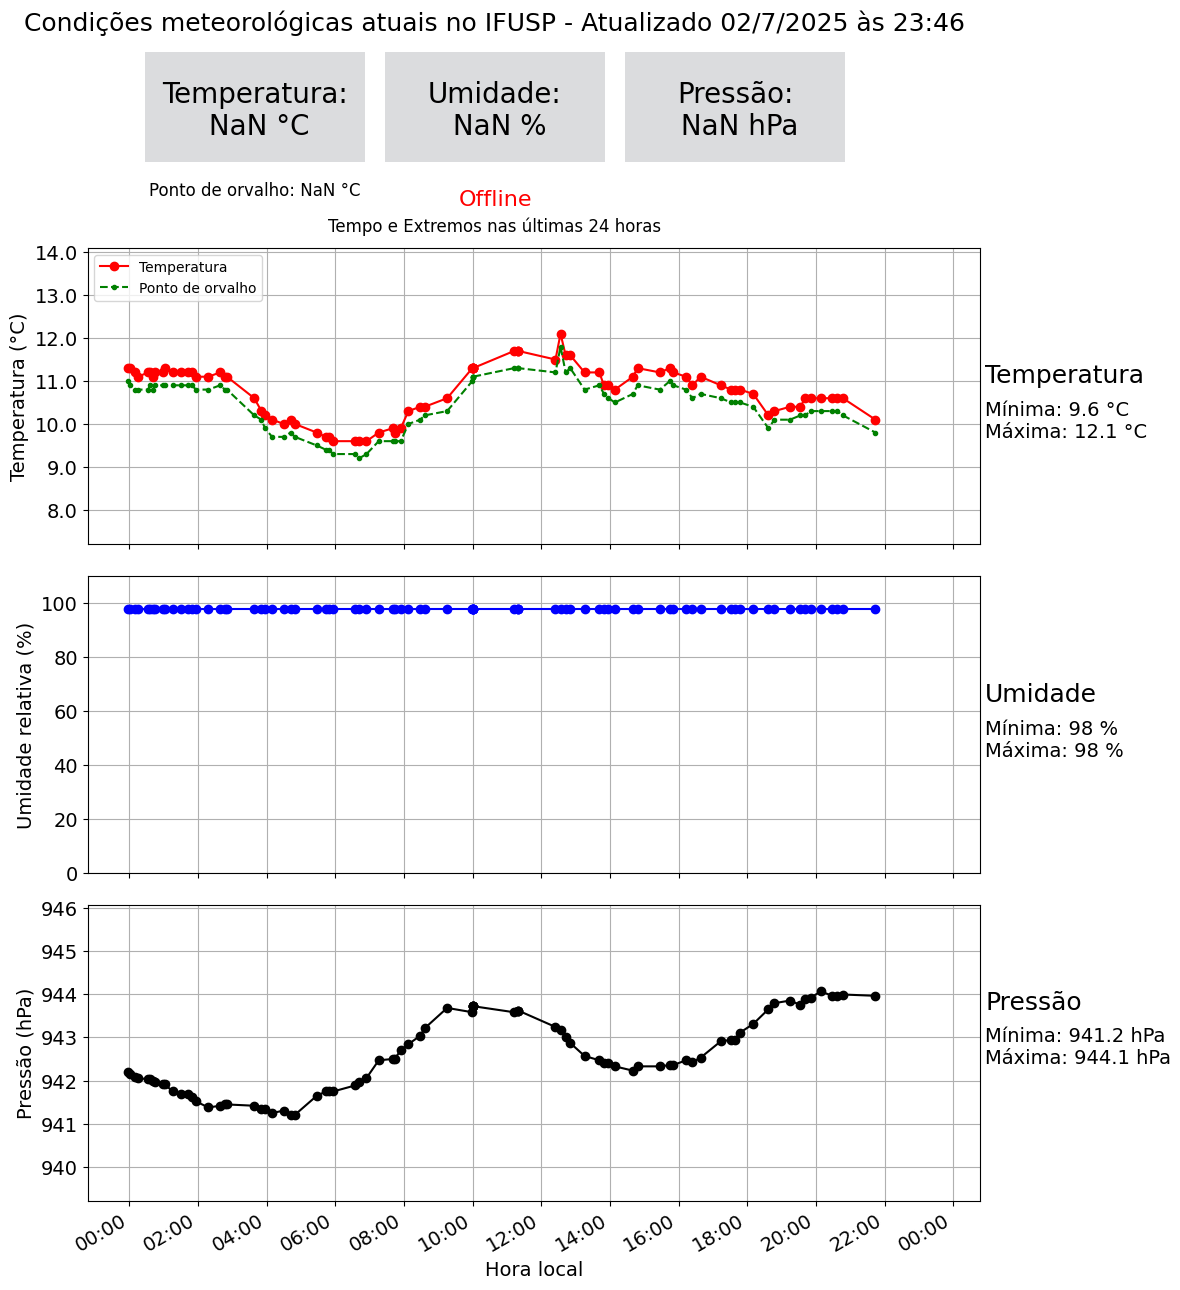 Condições meteorológicas atuais no IFUSP - Atualizado 02/7/2025 às 23:46
Temperatura:
NaN °C
Umidade:
NaN %
Pressão:
NaN hPa
Ponto de orvalho: NaN °C
Offline
Tempo e Extremos nas últimas 24 horas
Temperatura (°C)
14.0
13.0
12.0
11.0
10.0
9.0
8.0
Temperatura
Ponto de orvalho
Temperatura
Mínima: 9.6 °C
Máxima: 12.1 °C
Umidade relativa (%)
100
80
60
40
20
0
Umidade
Mínima: 98 %
Máxima: 98 %
Pressão (hPa)
946
945
944
943
942
941
940
Pressão
Mínima: 941.2 hPa
Máxima: 944.1 hPa
00:00 02:00 04:00 06:00 08:00 10:00 12:00 14:00 16:00 18:00 20:00 22:00 00:00
Hora local